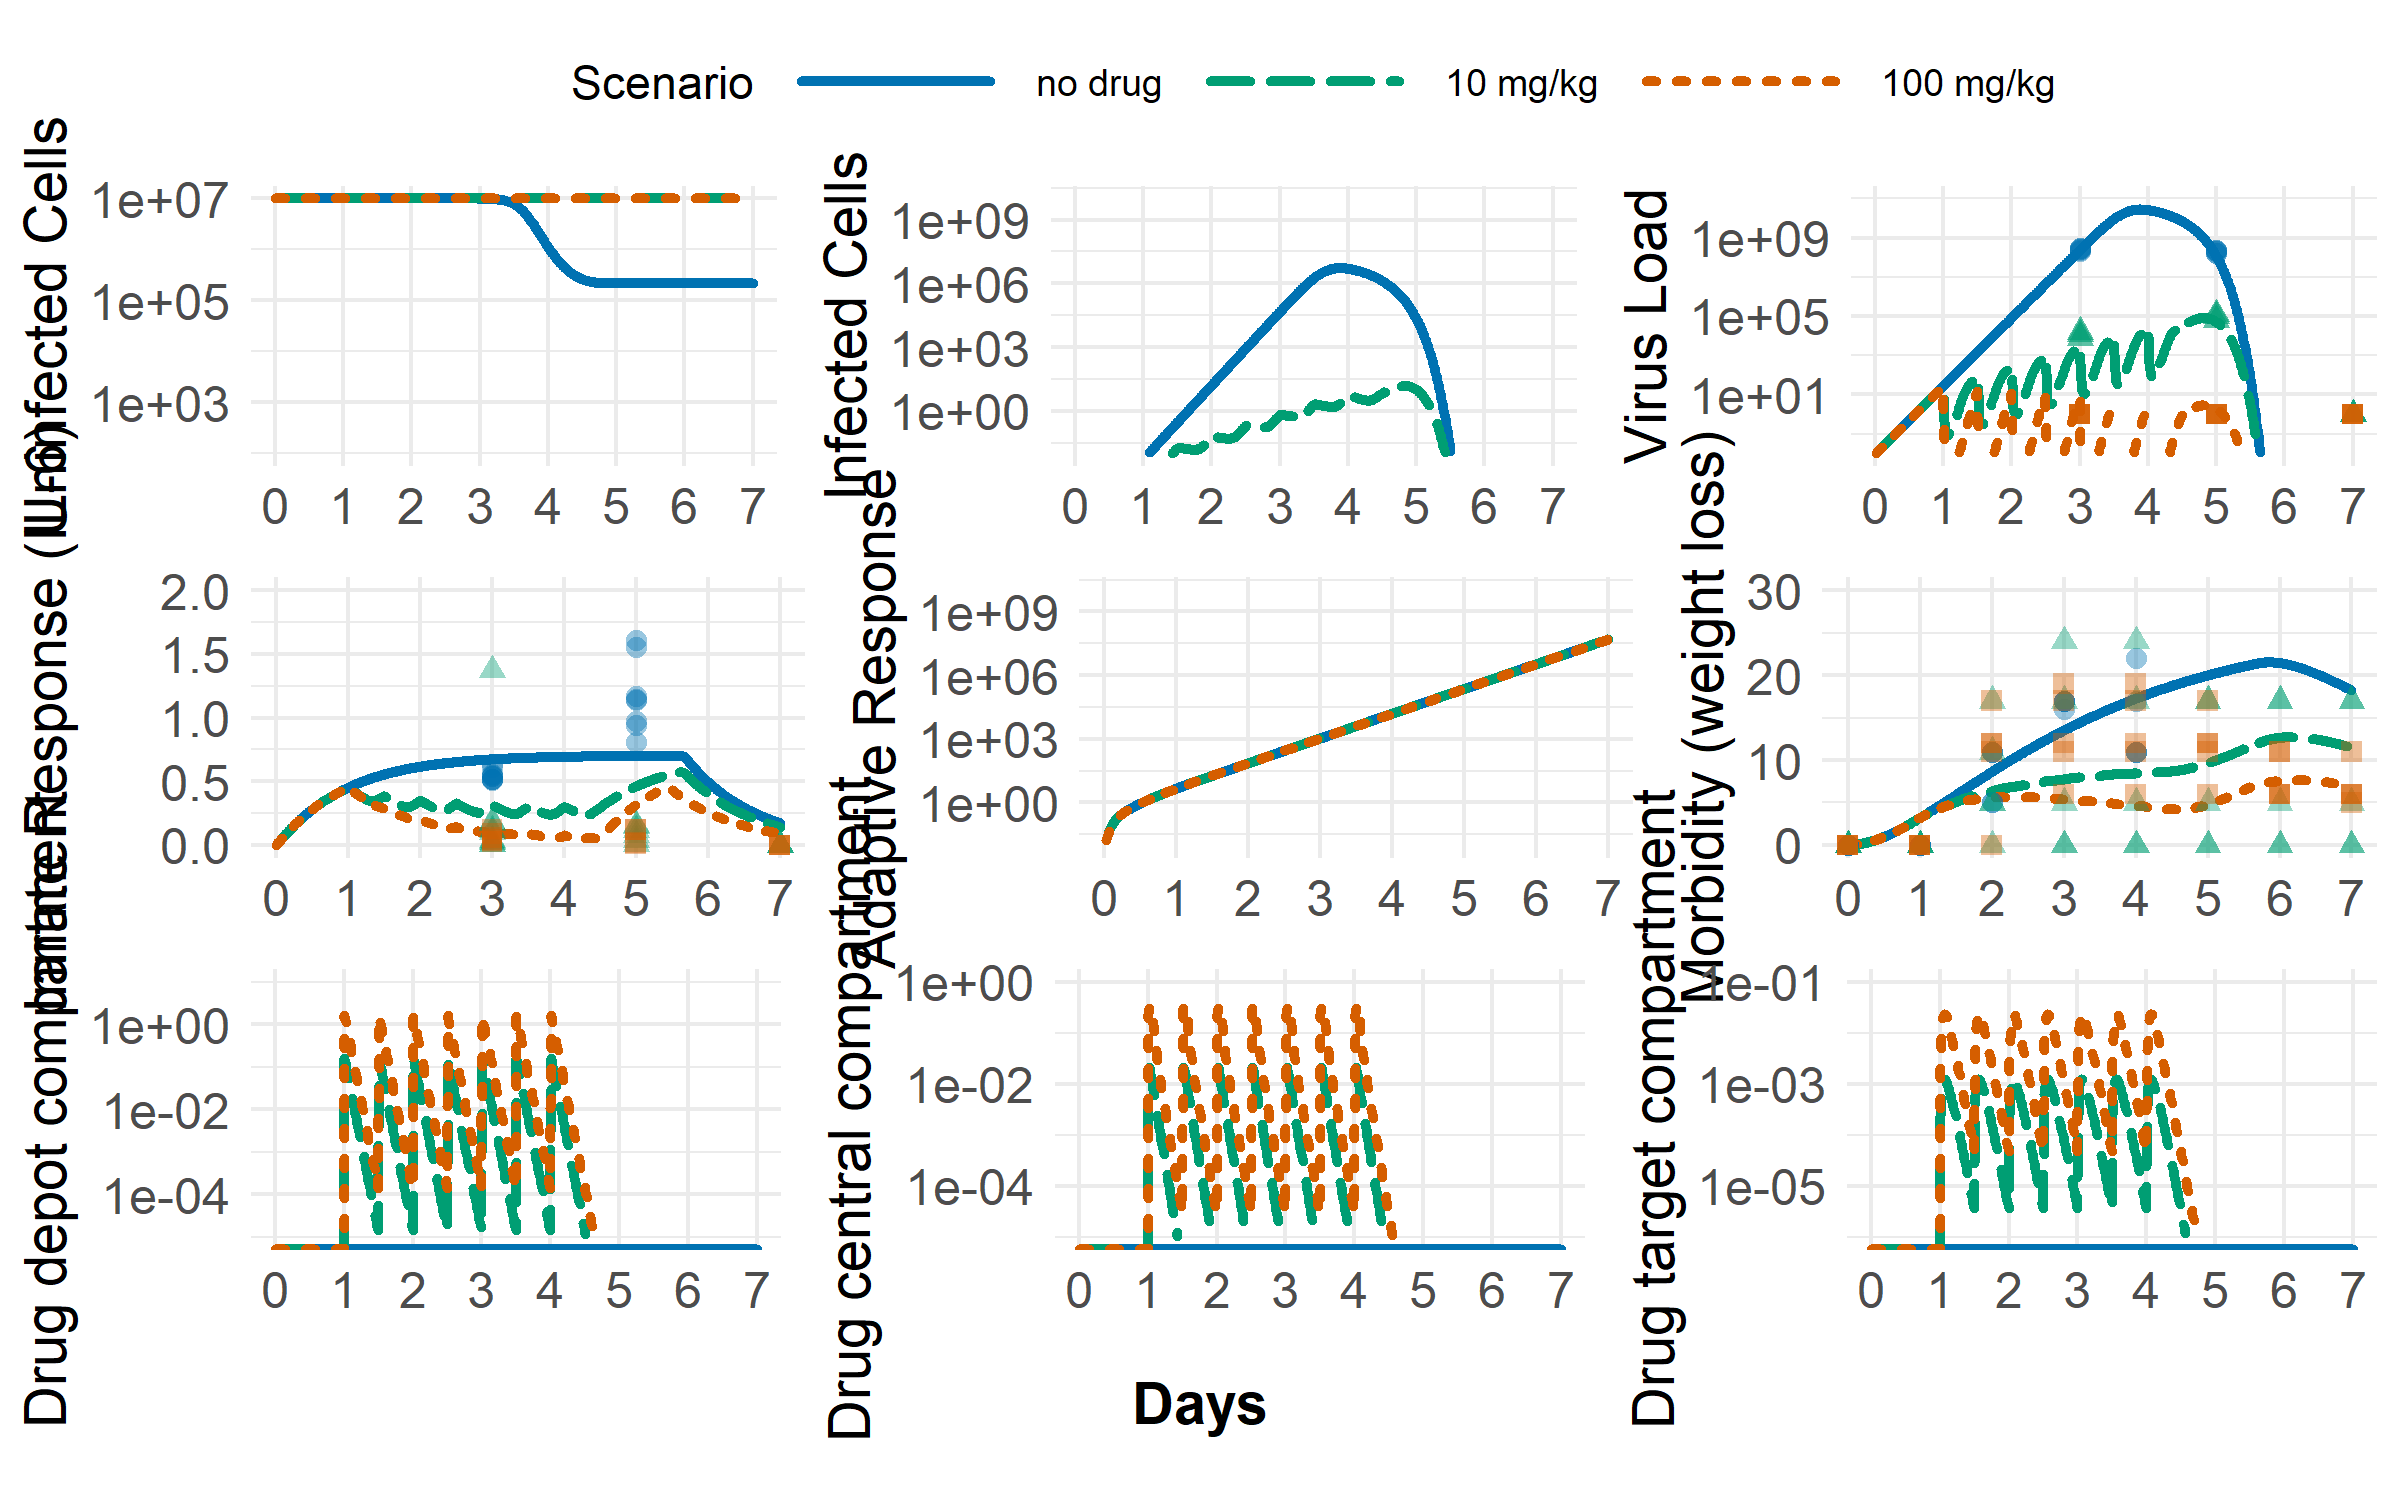 Scenario no drug 10 mg/kg 100 mg/kg
Uninfected Cells
1e+07
1e+05
1e+03
0 1 2 3 4 5 6 7
Infected Cells
1e+09
1e+06
1e+03
1e+00
0 1 2 3 4 5 6 7
Virus Load
1e+09
1e+05
1e+01
0 1 2 3 4 5 6 7
Innate Response (IL-6)
2.0
1.5
1.0
0.5
0.0
0 1 2 3 4 5 6 7
Adaptive Response
1e+09
1e+06
1e+03
1e+00
0 1 2 3 4 5 6 7
Morbidity (weight loss)
30
20
10
0
0 1 2 3 4 5 6 7
Drug depot compartment
1e+00
1e-02
1e-04
0 1 2 3 4 5 6 7
Drug central compartment
1e+00
1e-02
1e-04
0 1 2 3 4 5 6 7
Drug target compartment
1e-01
1e-03
1e-05
0 1 2 3 4 5 6 7
Days